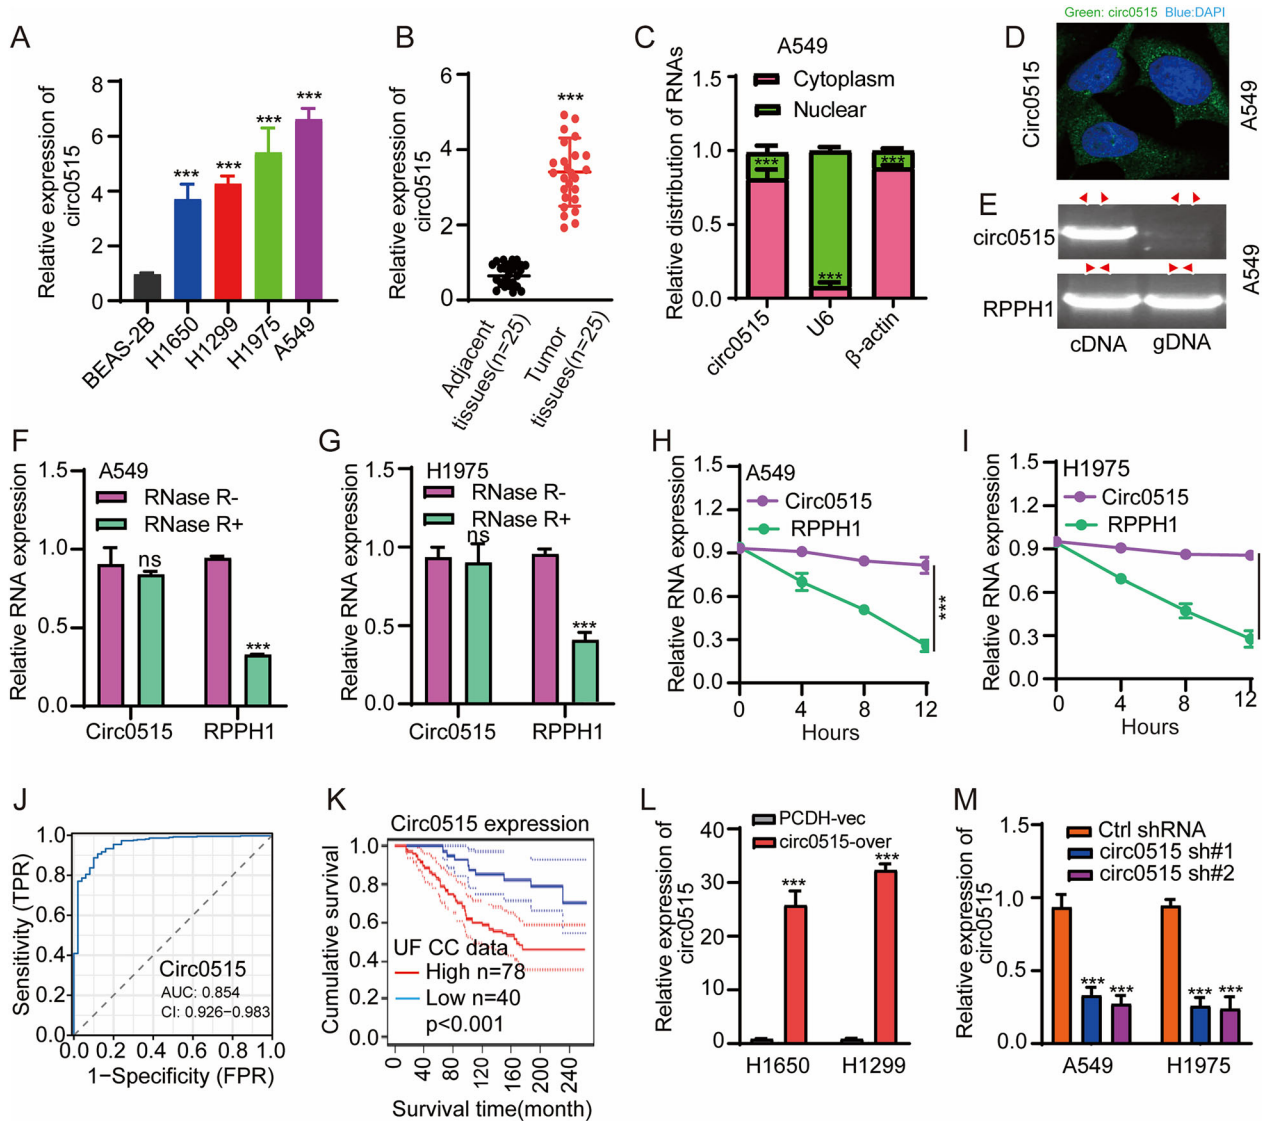 A
Relative expression of
circ0515
8
6
4
2
0
***
***
***
***
BEAS-2B
H1650
H1299
H1975
A549
B
Relative expression of
circ0515
6
4
2
0
***
Adjacent
tissues(n=25)
Tumor
tissues(n=25)
C
A549
Relative distribution of RNAs
1.5
1.0
0.5
0.0
Cytoplasm
Nuclear
***
***
***
circ0515
U6
β-actin
Green: circ0515 Blue:DAPI
D
Circ0515
A549
E
circ0515
RPPH1
A549
cDNA
gDNA
F
A549
Relative RNA expression
1.5
1.0
0.5
0.0
RNase R-
RNase R+
ns
***
Circ0515
RPPH1
G
H1975
Relative RNA expression
1.5
1.0
0.5
0.0
RNase R-
RNase R+
ns
***
Circ0515
RPPH1
H
A549
Relative RNA expression
1.5
1.2
0.9
0.6
0.3
0.0
Circ0515
RPPH1
***
0 4 8 12
Hours
I
H1975
Relative RNA expression
1.5
1.2
0.9
0.6
0.3
0.0
Circ0515
RPPH1
0 4 8 12
Hours
J
Sensitivity (TPR)
1.0
0.8
0.6
0.4
0.2
0.0
Circ0515
AUC: 0.854
CI: 0.926−0.983
0.0 0.2 0.4 0.6 0.8 1.0
1−Specificity (FPR)
K
Circ0515 expression
Cumulative survival
1.0
0.8
0.6
0.4
0.2
0.0
UF CC data
High n=78
Low n=40
p<0.001
0 40 80 120 160 200 240
Survival time(month)
L
Relative expression of
circ0515
40
30
20
10
0
PCDH-vec
circ0515-over
***
***
H1650
H1299
M
Relative expression of
circ0515
1.5
1.0
0.5
0.0
Ctrl shRNA
circ0515 sh#1
circ0515 sh#2
*** ***
*** ***
A549
H1975